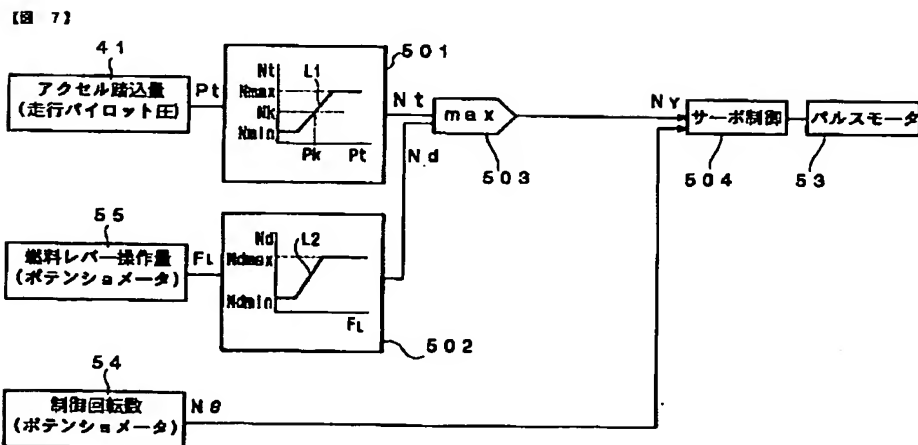 【図 7】
41
アクセル踏込量
(走行パイロット圧)
Pt
501
Nt
Nmax
Nk
Nmin
L1
Pk
Pt
Nt
Nd
max
503
Ny
サーボ制御
504
パルスモータ
53
55
燃料レバー操作量
(ポテンショメータ)
FL
Nd
Ndmax
Ndmin
L2
FL
502
54
制御回転数
(ポテンショメータ)
Nθ